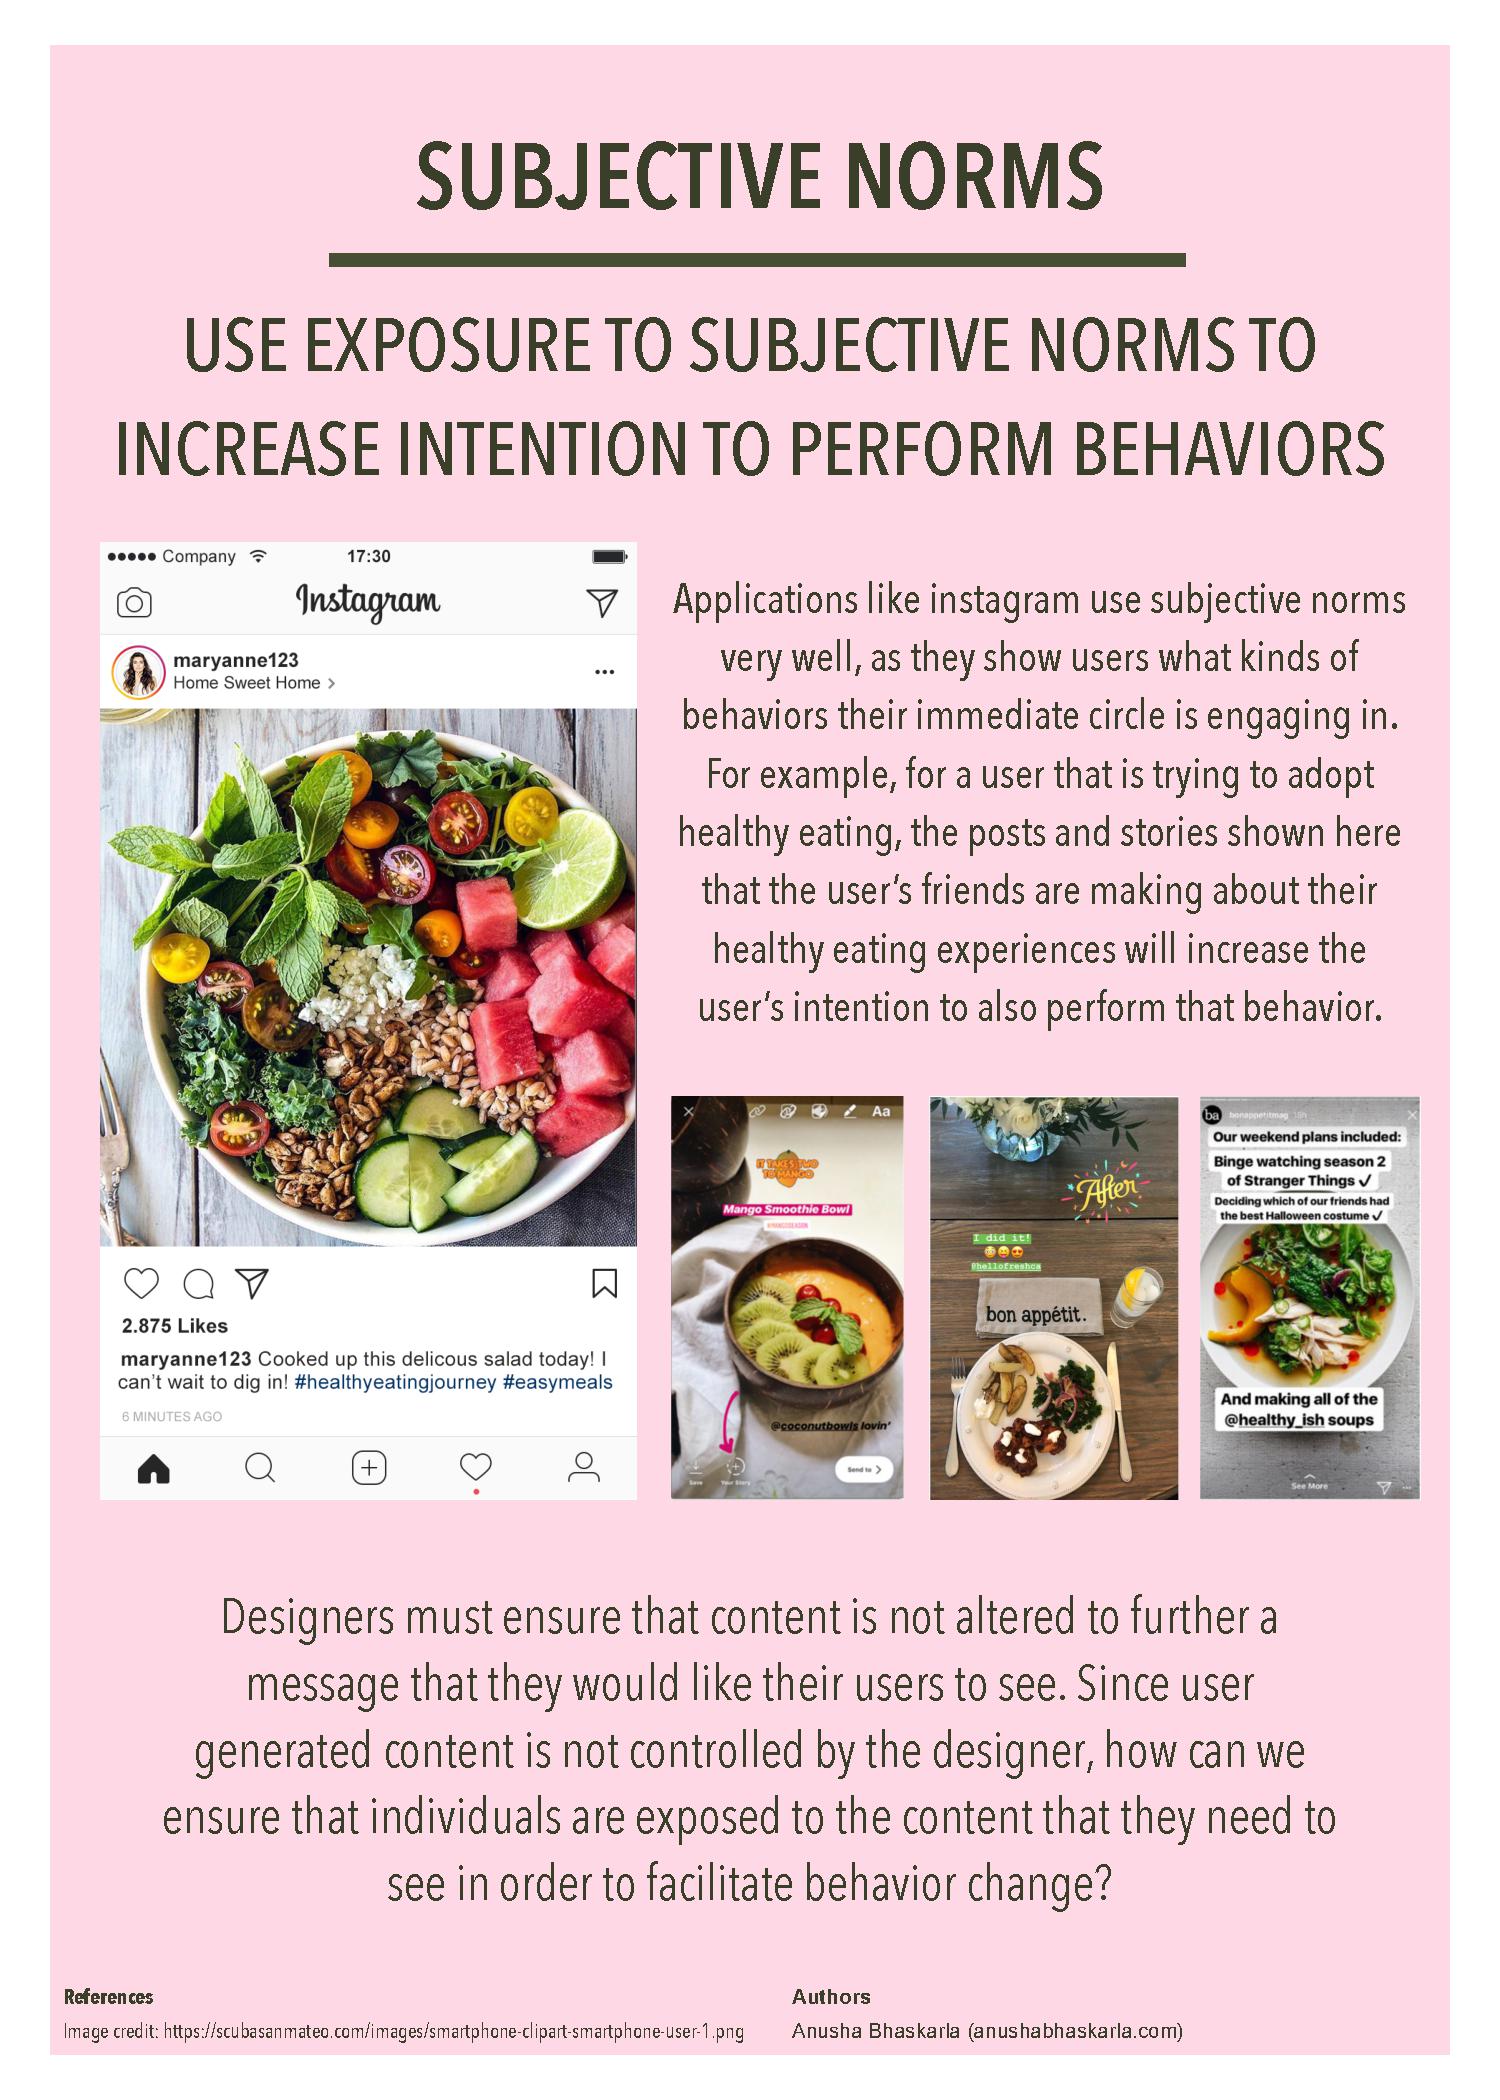 SUBJECTIVE NORMS
USE EXPOSURE TO SUBJECTIVE NORMS TO
INCREASE INTENTION TO PERFORM BEHAVIORS
Company
17:30
Instagram
maryanne123
Home Sweet Home >
2.875 Likes
maryanne123 Cooked up this delicous salad today! I
can't wait to dig in! #healthyeatingjourney #easymeals
6 MINUTES AGO
Applications like instagram use subjective norms
very well, as they show users what kinds of
behaviors their immediate circle is engaging in.
For example, for a user that is trying to adopt
healthy eating, the posts and stories shown here
that the user's friends are making about their
healthy eating experiences will increase the
user's intention to also perform that behavior.
Aa
IT TAKES TWO
TO MANGO
Mango Smoothie Bowl
#MANGOSEASON
@coconutbowls lovin'
Save
Your Story
Send to >
After
I did it!
@hellofreshca
bon appétit.
ba
bonappetitmag 18h
Our weekend plans included:
Binge watching season 2
of Stranger Things ✓
Deciding which of our friends had
the best Halloween costume ✓
And making all of the
@healthy_ish soups
See More
Designers must ensure that content is not altered to further a
message that they would like their users to see. Since user
generated content is not controlled by the designer, how can we
ensure that individuals are exposed to the content that they need to
see in order to facilitate behavior change?
References
Image credit: https://scubasanmateo.com/images/smartphone-clipart-smartphone-user-1.png
Authors
Anusha Bhaskarla (anushabhaskarla.com)